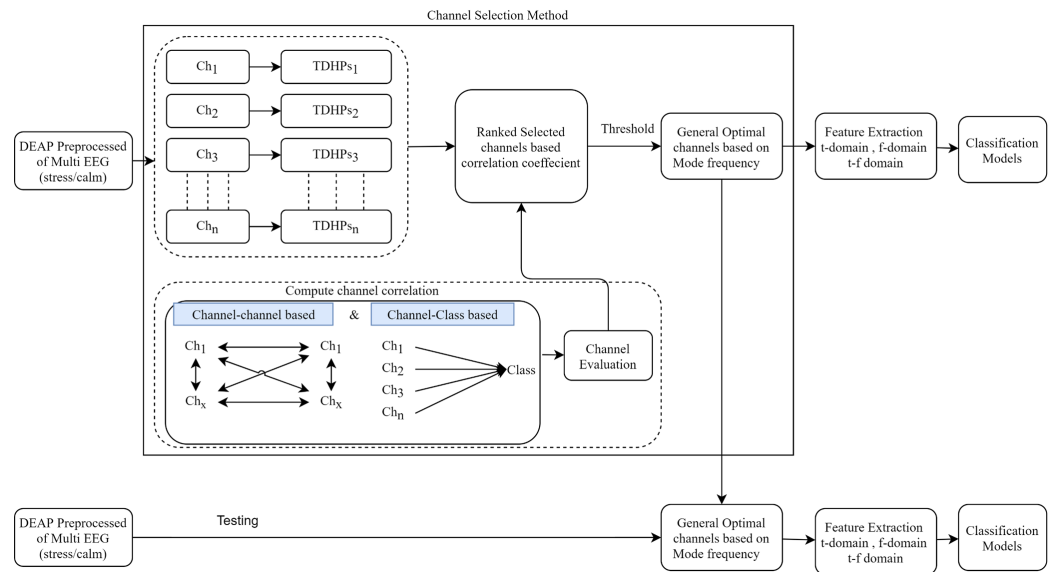 Channel Selection Method
Ch1
TDHPs1
Ch2
TDHPs2
Ch3
TDHPs3
Chn
TDHPsn
DEAP Preprocessed
of Multi EEG
(stress/calm)
Ranked Selected
channels based
correlation coeffecient
Threshold
General Optimal
channels based on
Mode frequency
Feature Extraction
t-domain , f-domain
t-f domain
Classification
Models
Compute channel correlation
Channel-channel based & Channel-Class based
Ch1
Ch1
Chx
Chx
Ch1
Ch2
Ch3
Chn
Class
Channel
Evaluation
DEAP Preprocessed
of Multi EEG
(stress/calm)
Testing
General Optimal
channels based on
Mode frequency
Feature Extraction
t-domain , f-domain
t-f domain
Classification
Models